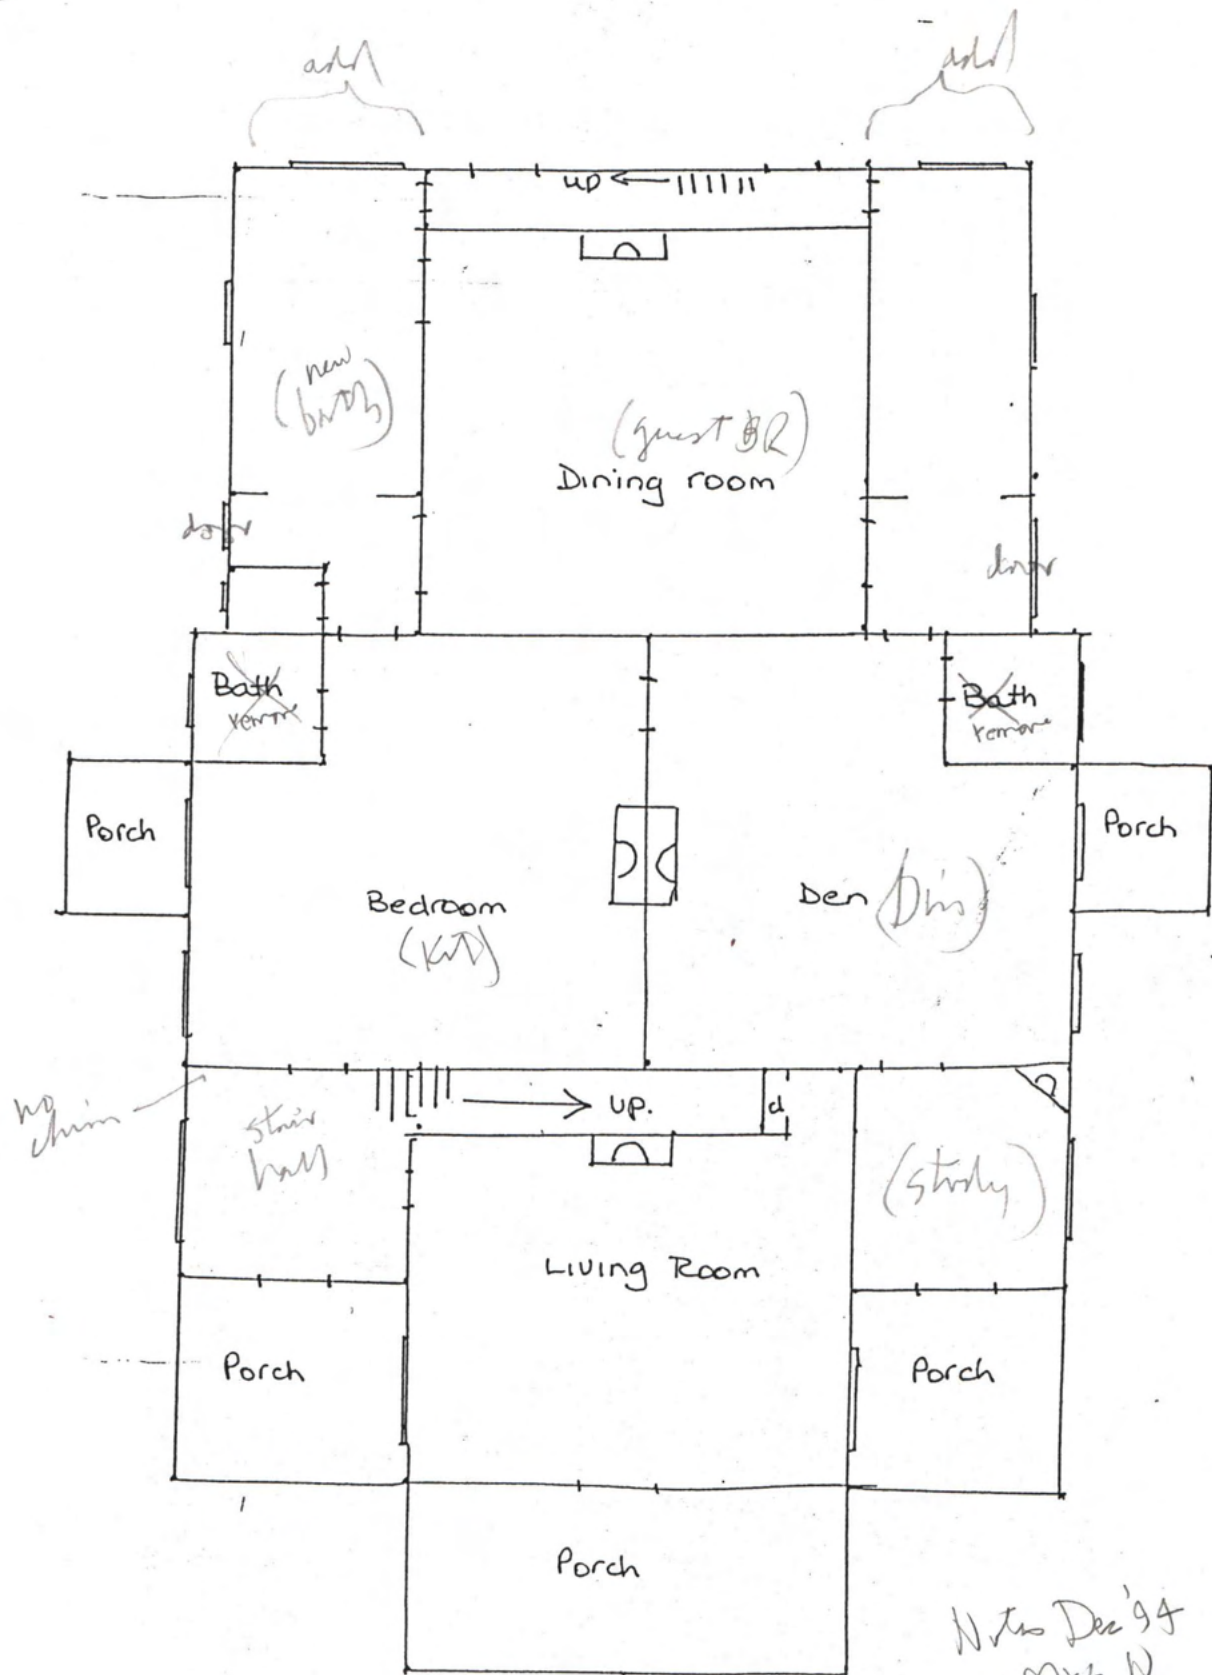 add
add
up
(new
bath)
(guest BR)
Dining room
door
door
Bath
remove
Bath
remove
Porch
Porch
Bedroom
(Kit)
Den (Din)
no
chim
stair
hall
up.
d
(study)
Living Room
Porch
Porch
Porch
Notes Dec '94